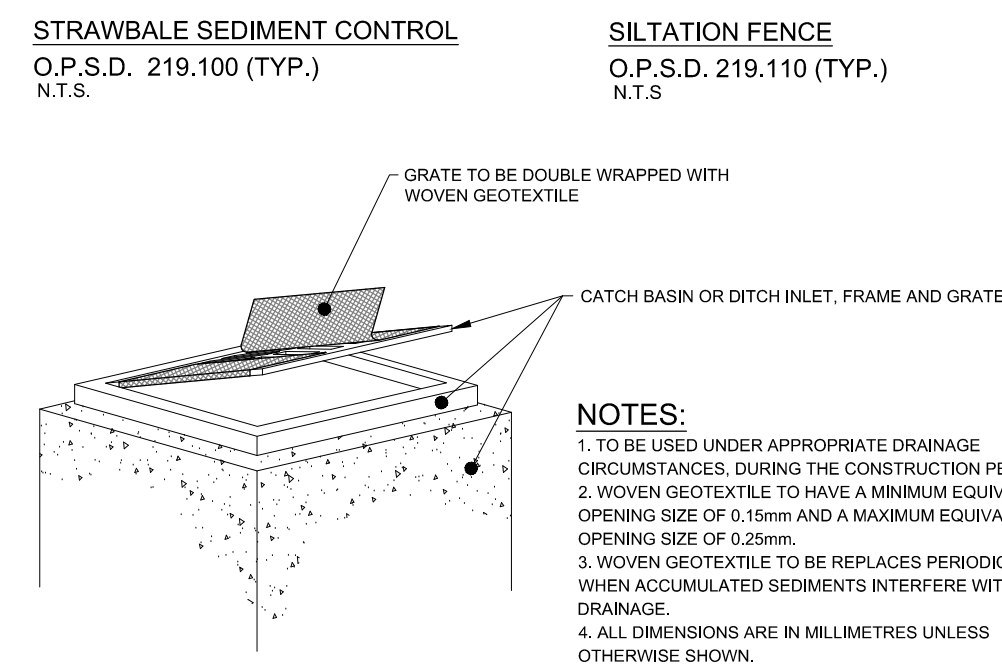 STRAWBALE SEDIMENT CONTROL
O.P.S.D. 219.100 (TYP.)
N.T.S.
SILTATION FENCE
O.P.S.D. 219.110 (TYP.)
N.T.S
GRATE TO BE DOUBLE WRAPPED WITH
WOVEN GEOTEXTILE
CATCH BASIN OR DITCH INLET, FRAME AND GRATE
NOTES:
1. TO BE USED UNDER APPROPRIATE DRAINAGE
CIRCUMSTANCES, DURING THE CONSTRUCTION
2. WOVEN GEOTEXTILE TO HAVE A MINIMUM
OPENING SIZE OF 0.15mm AND A MAXIMUM
OPENING SIZE OF 0.25mm.
3. WOVEN GEOTEXTILE TO BE REPLACES
WHEN ACCUMULATED SEDIMENTS INTERFERE
DRAINAGE.
4. ALL DIMENSIONS ARE IN MILLIMETRES UNLESS
OTHERWISE SHOWN.